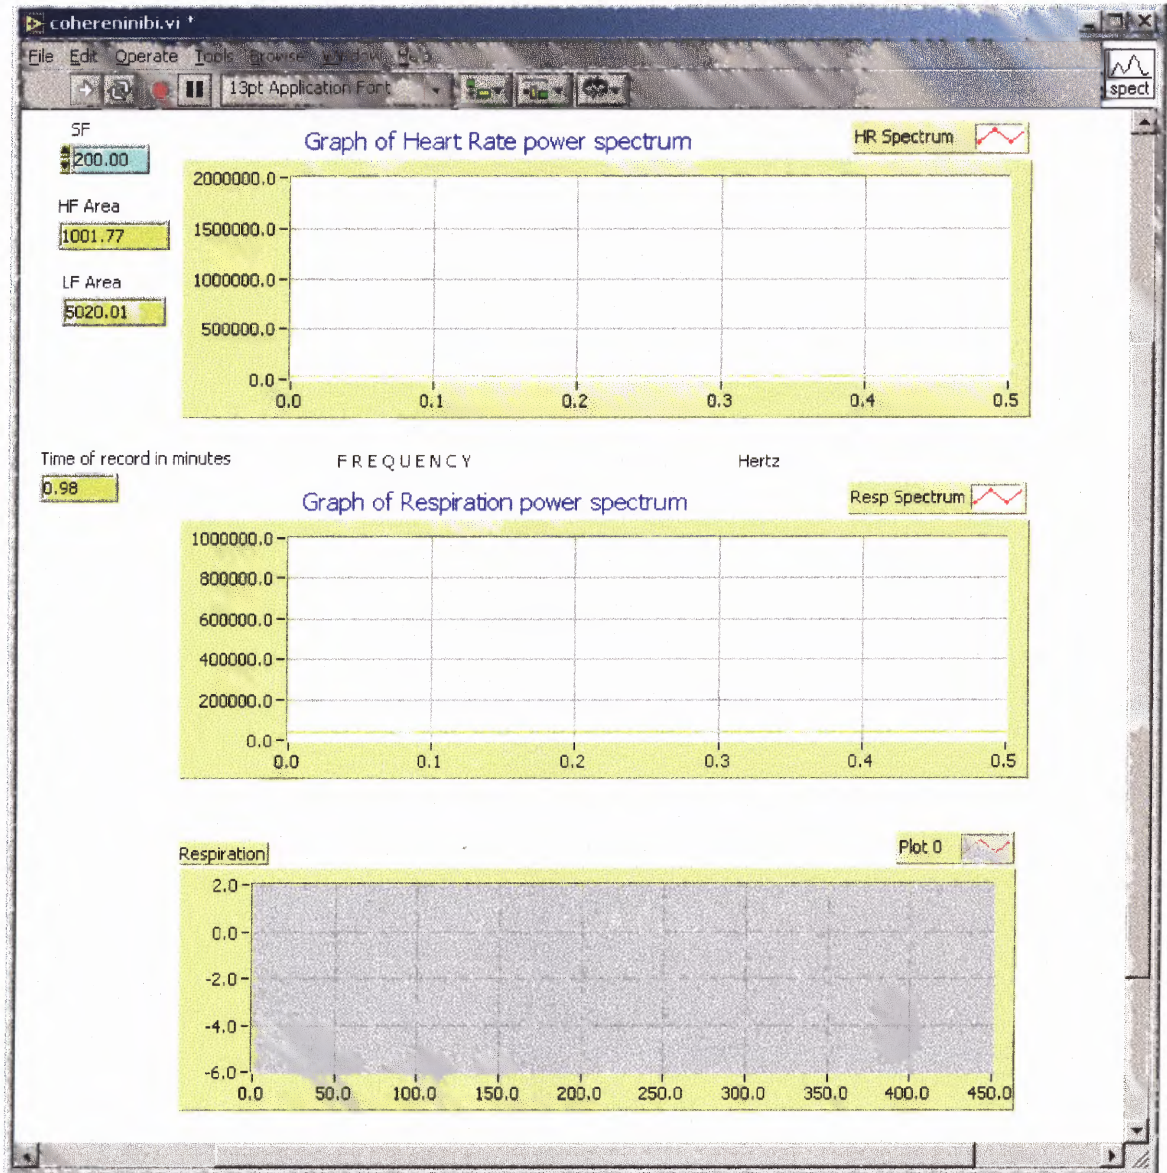 cohereninibi.vi *
File Edit Operate Tools Browse Window Help
13pt Application Font
spect
SF
200.00
HF Area
1001.77
LF Area
5020.01
Graph of Heart Rate power spectrum
HR Spectrum
2000000.0
1500000.0
1000000.0
500000.0
0.0
0.0 0.1 0.2 0.3 0.4 0.5
Time of record in minutes
0.98
FREQUENCY Hertz
Graph of Respiration power spectrum
Resp Spectrum
1000000.0
800000.0
600000.0
400000.0
200000.0
0.0
0.0 0.1 0.2 0.3 0.4 0.5
Respiration
Plot 0
2.0
0.0
-2.0
-4.0
-6.0
0.0 50.0 100.0 150.0 200.0 250.0 300.0 350.0 400.0 450.0